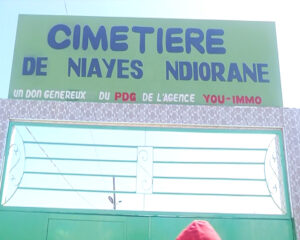 CIMETIERE
DE NIAYES NDIORANE
UN DON GENEREUX DU PDG DE L'AGENCE YOU-IMMO